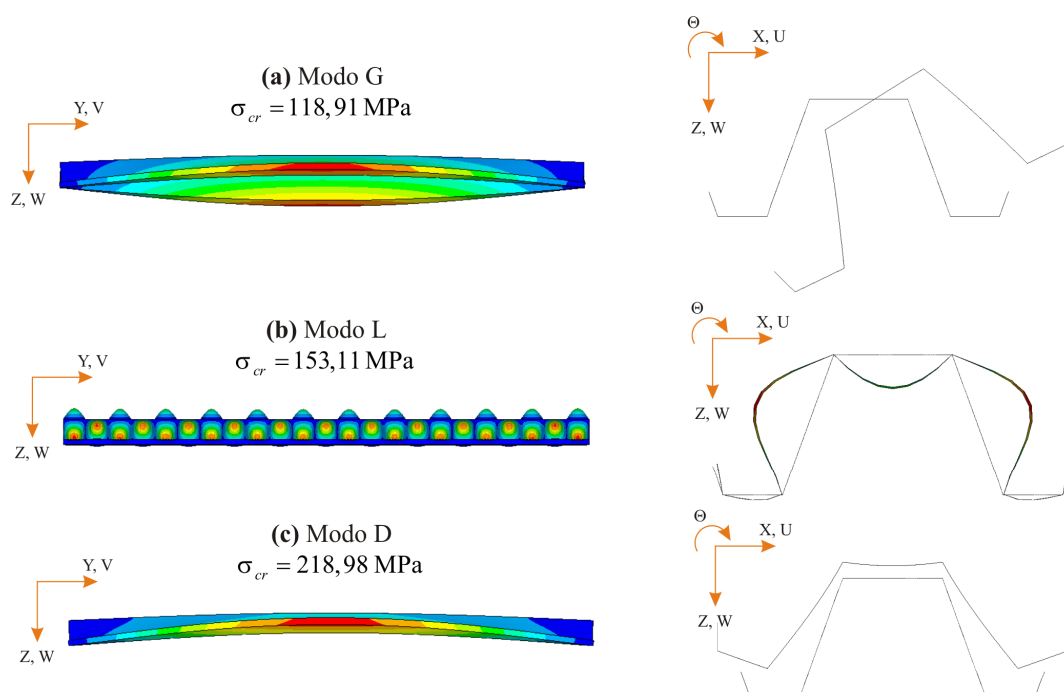 (a) Modo G
σcr = 118,91 MPa
Y, V
Z, W
Θ
X, U
Z, W
(b) Modo L
σcr = 153,11 MPa
Y, V
Z, W
Θ
X, U
Z, W
(c) Modo D
σcr = 218,98 MPa
Y, V
Z, W
Θ
X, U
Z, W